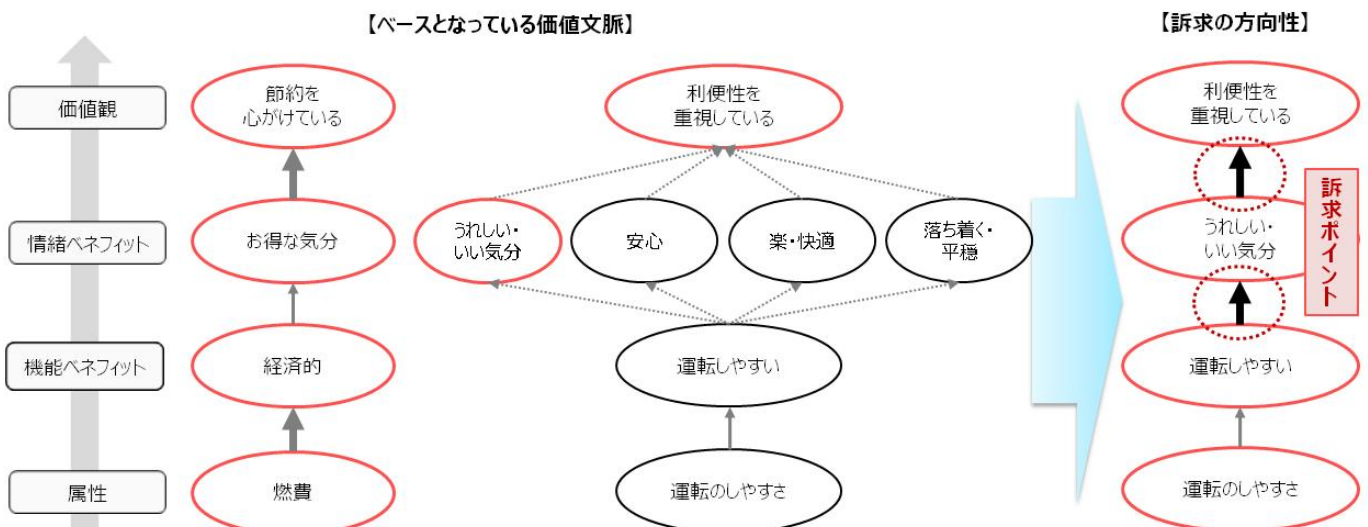 【ベースとなっている価値文脈】
【訴求の方向性】
価値観
節約を
心がけている
利便性を
重視している
利便性を
重視している
情緒ベネフィット
お得な気分
うれしい・
いい気分
安心
楽・快適
落ち着く・
平穏
うれしい・
いい気分
訴求ポイント
機能ベネフィット
経済的
運転しやすい
運転しやすい
属性
燃費
運転のしやすさ
運転のしやすさ